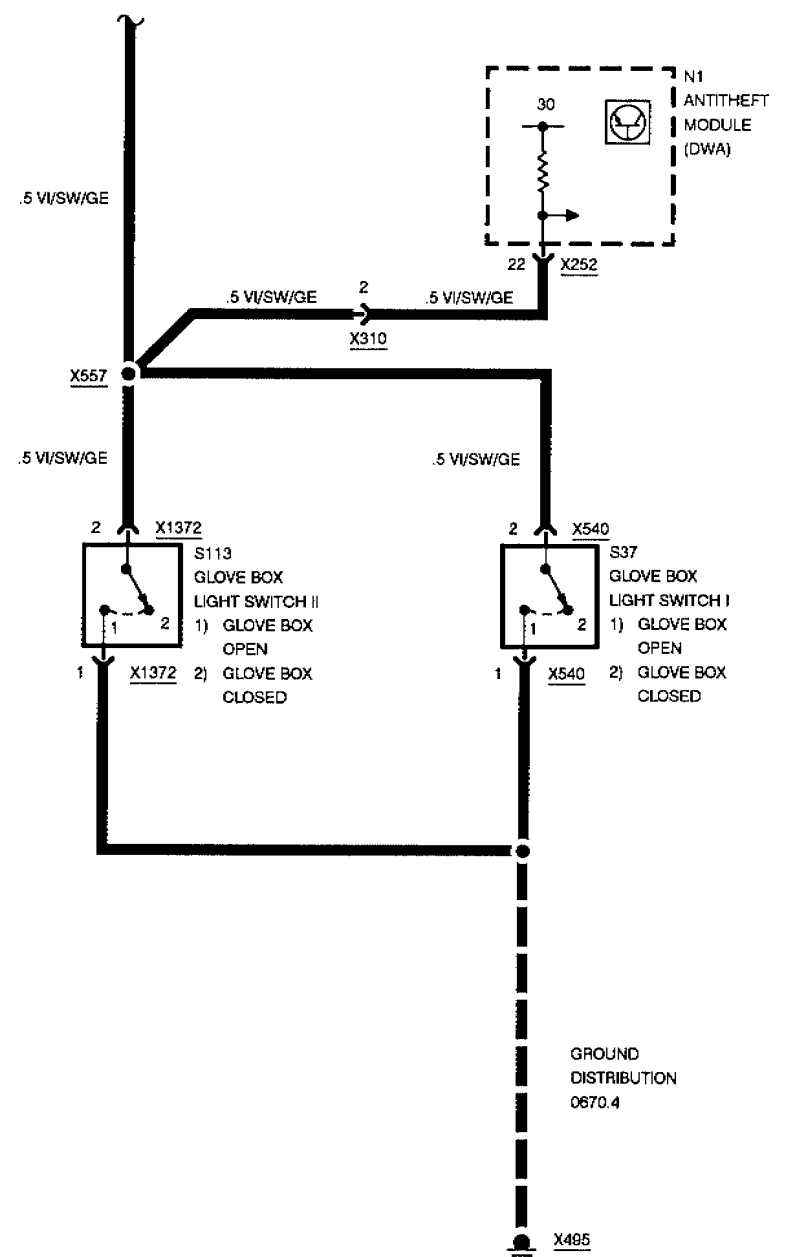 N1
ANTITHEFT
MODULE
(DWA)
30
.5 VI/SW/GE
22 X252
2
.5 VI/SW/GE
.5 VI/SW/GE
X310
X557
.5 VI/SW/GE
.5 VI/SW/GE
2 X1372
S113
GLOVE BOX
LIGHT SWITCH II
1) GLOVE BOX
OPEN
2) GLOVE BOX
CLOSED
1 2
1 X1372
2 X540
S37
GLOVE BOX
LIGHT SWITCH I
1) GLOVE BOX
OPEN
2) GLOVE BOX
CLOSED
1 2
1 X540
GROUND
DISTRIBUTION
0670.4
X495